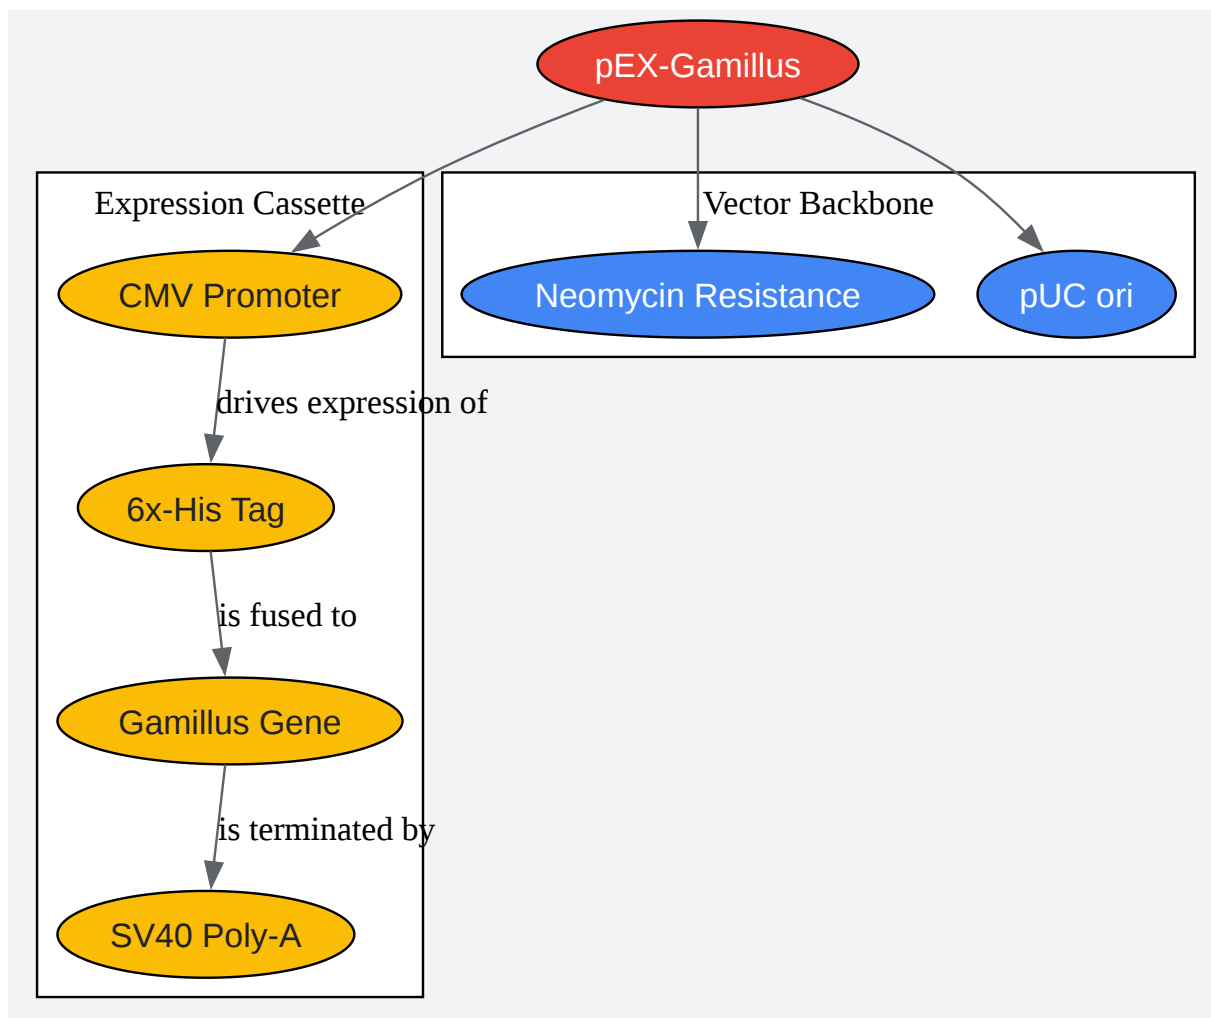 pEX-Gamillus
Expression Cassette
Vector Backbone
CMV Promoter
Neomycin Resistance
pUC ori
drives expression of
6x-His Tag
is fused to
Gamillus Gene
is terminated by
SV40 Poly-A